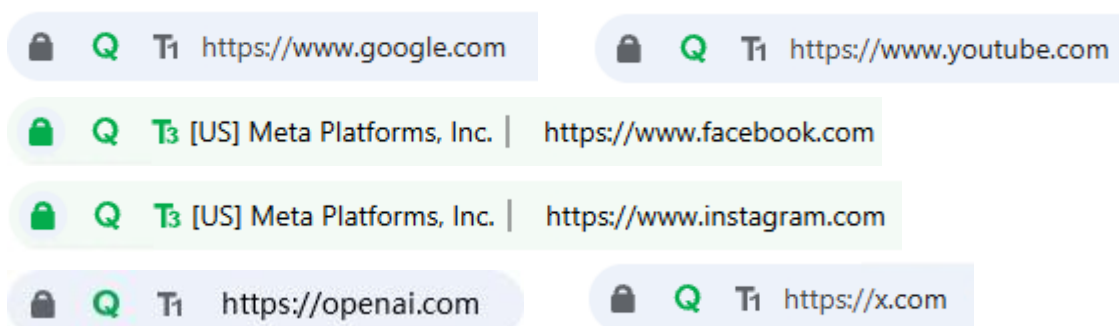 Q T1 https://www.google.com
Q T1 https://www.youtube.com
Q T3 [US] Meta Platforms, Inc. | https://www.facebook.com
Q T3 [US] Meta Platforms, Inc. | https://www.instagram.com
Q T1 https://openai.com
Q T1 https://x.com